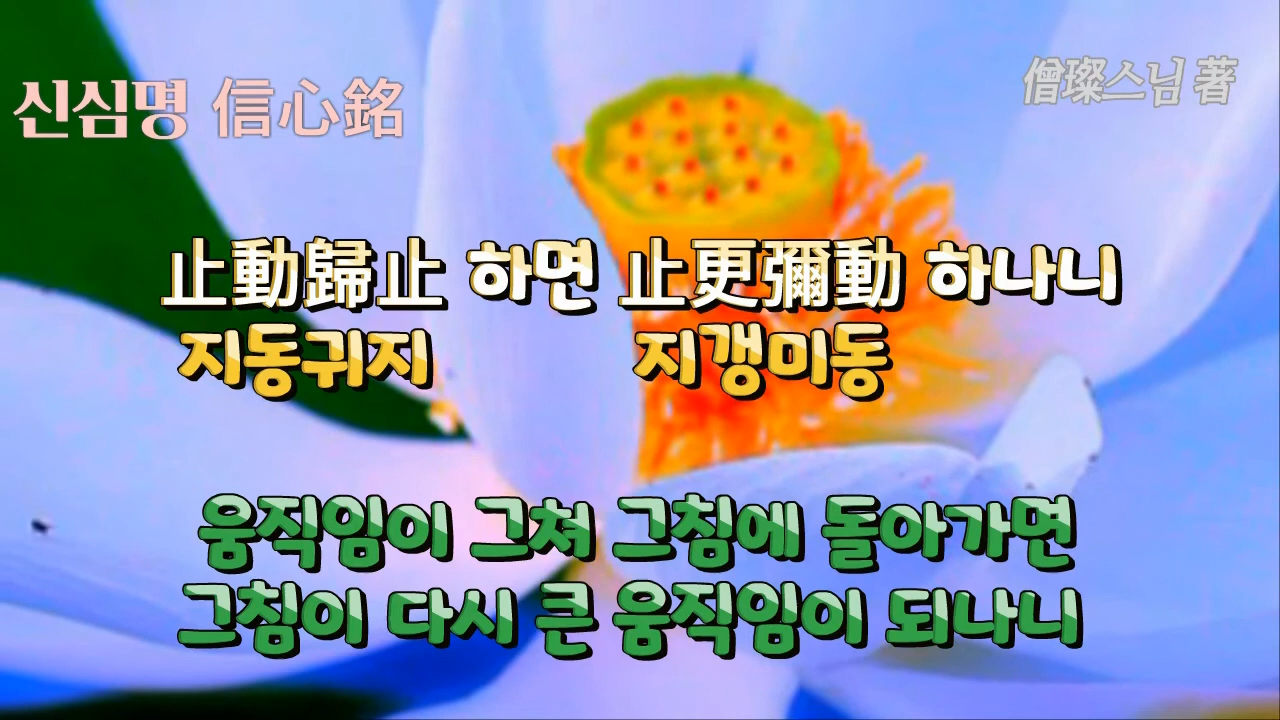 신심명 信心銘
僧璨스님 著
止動歸止 하면 止更彌動 하나니
지동귀지 지갱미동
움직임이 그쳐 그침에 돌아가면
그침이 다시 큰 움직임이 되나니